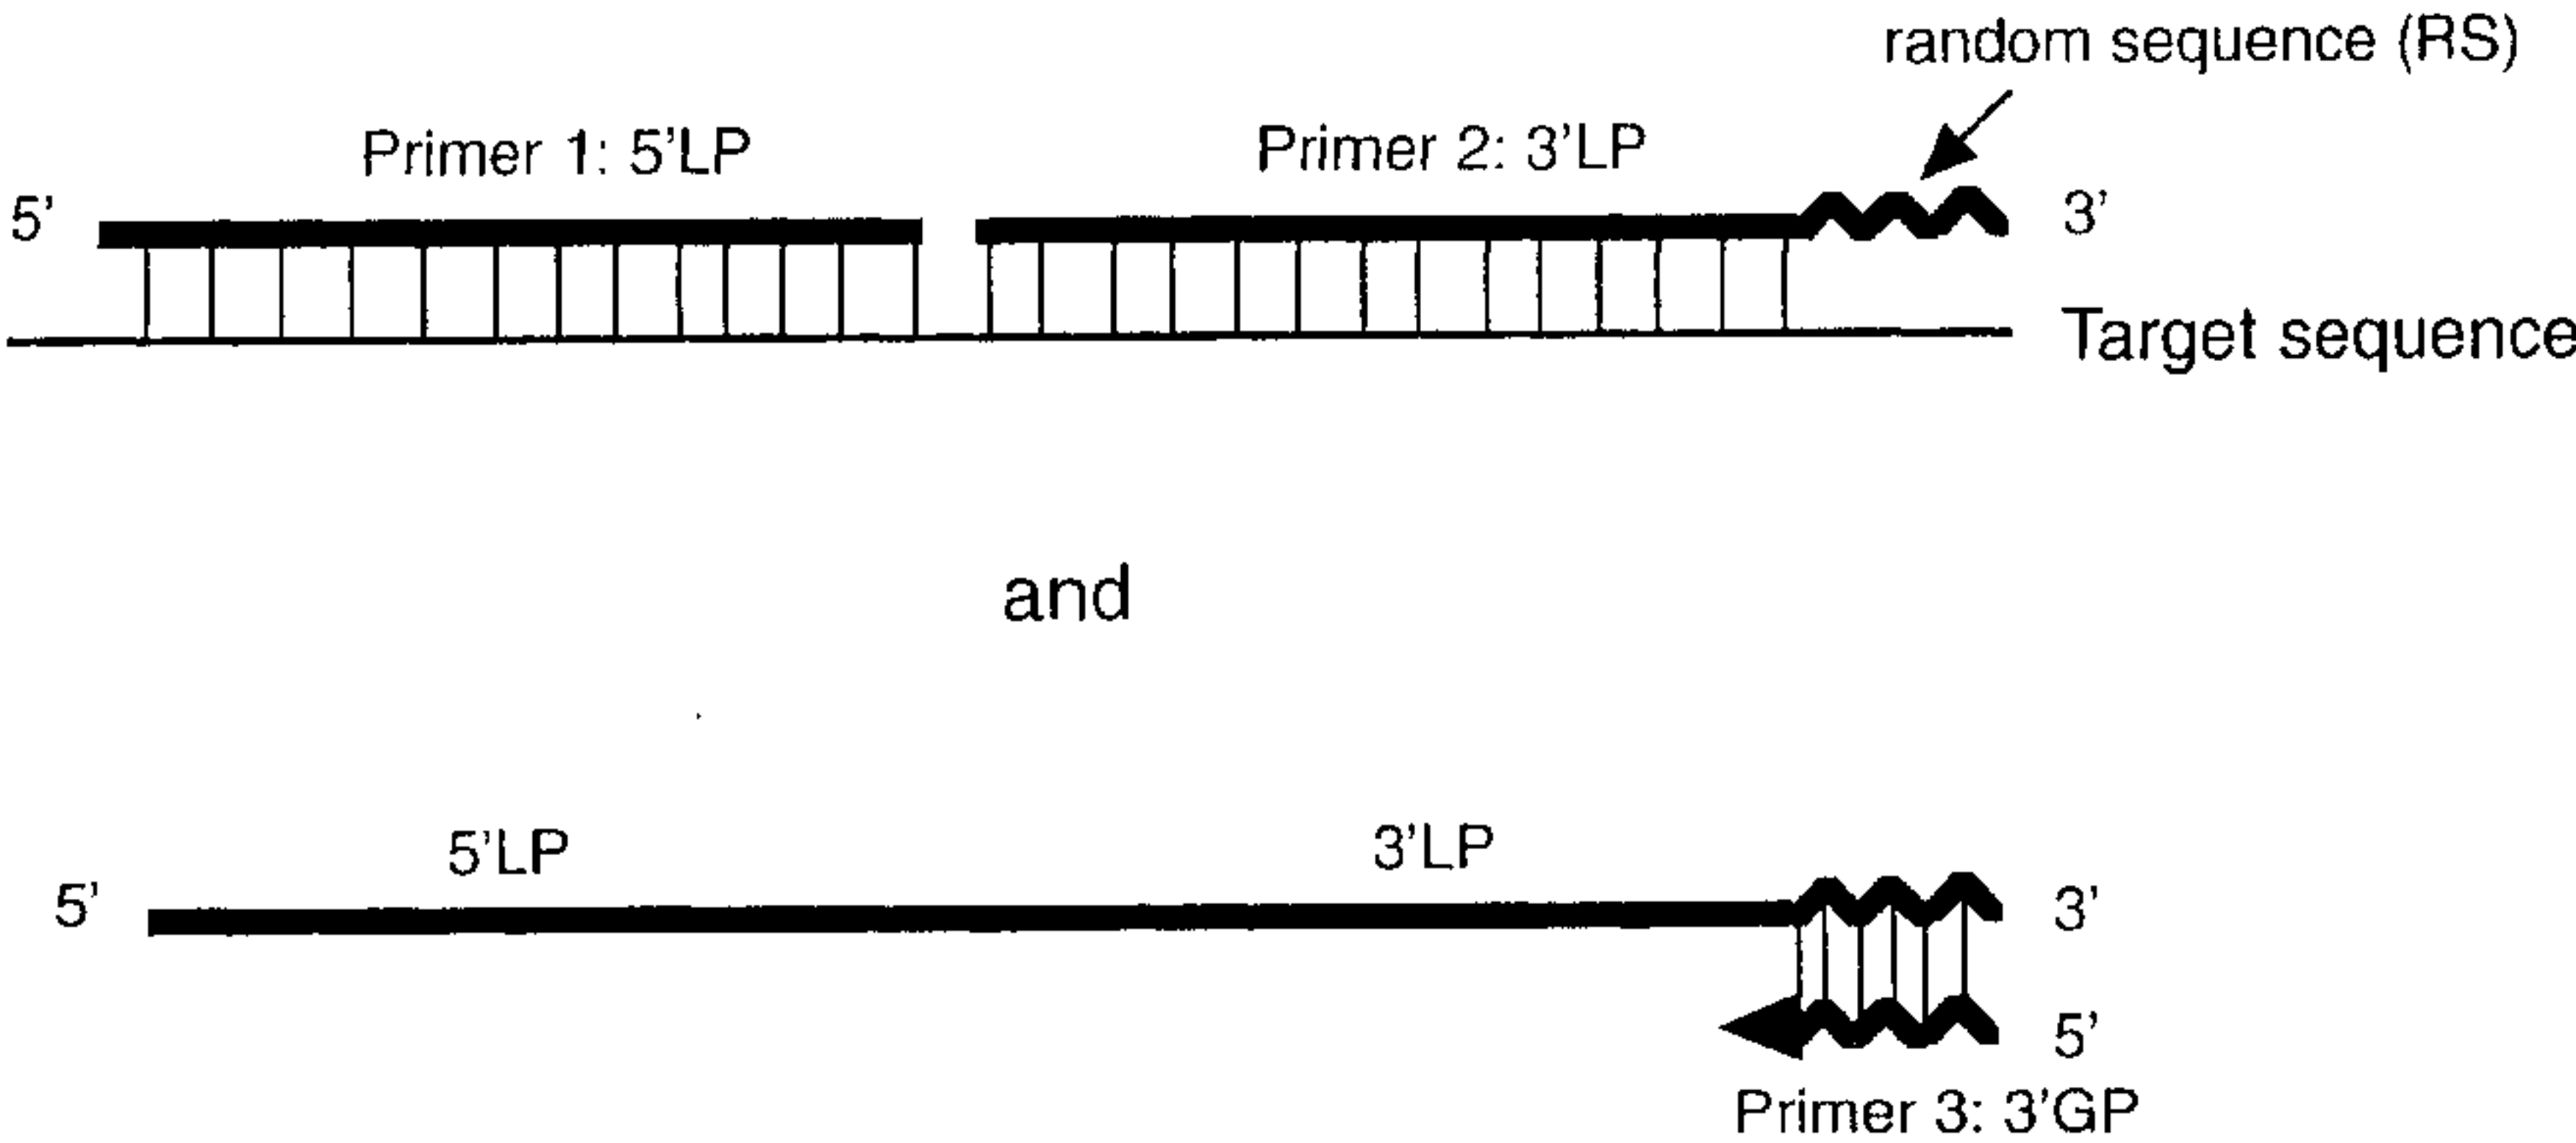 random sequence (RS)
Primer 1: 5'LP
Primer 2: 3'LP
5'
3'
Target sequence
and
5'LP
3'LP
5'
3'
5'
Primer 3: 3'GP